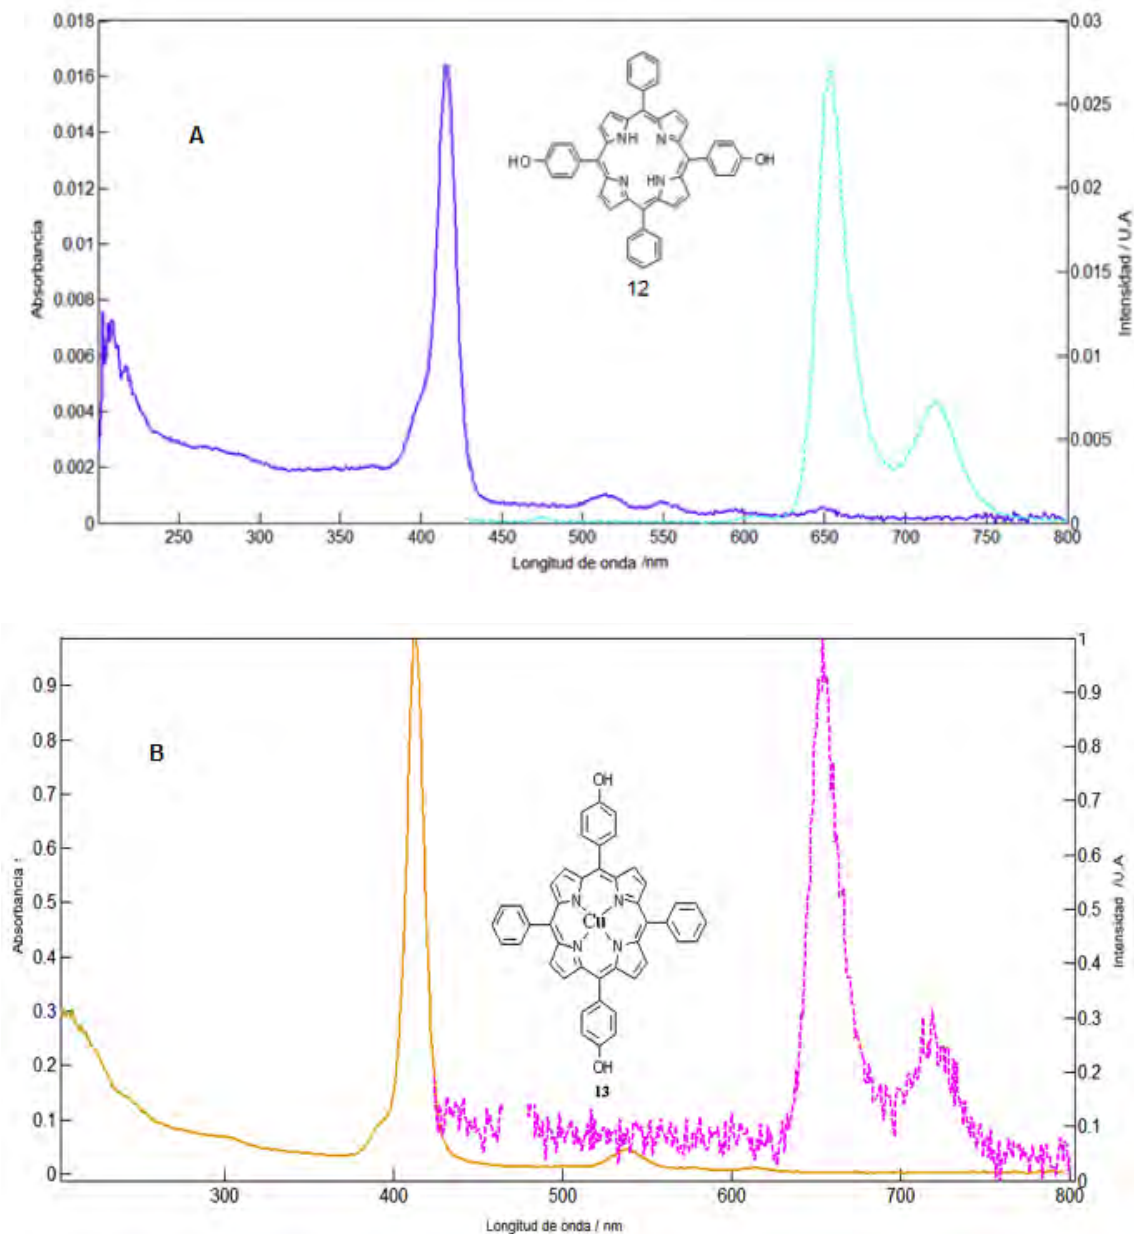 0.018
0.016
0.014
0.012
0.01
0.008
0.006
0.004
0.002
0
Absorbancia
0.03
0.025
0.02
0.015
0.01
0.005
0
Intensidad / U.A
250 300 350 400 450 500 550 600 650 700 750 800
Longitud de onda /nm
A
HO
NH
N
N
HN
OH
12
0.9
0.8
0.7
0.6
0.5
0.4
0.3
0.2
0.1
0
Absorbancia
1
0.9
0.8
0.7
0.6
0.5
0.4
0.3
0.2
0.1
0
Intensidad /U.A
300 400 500 600 700 800
Longitud de onda / nm
B
OH
N
N
Cu
N
N
OH
13